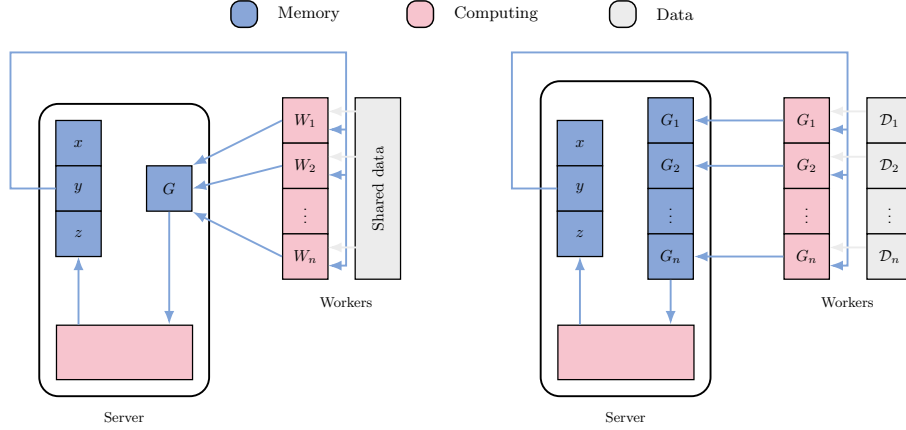 Memory
Computing
Data
x
y
z
G
W₁
W₂
⋮
Wₙ
Shared data
Workers
Server
x
y
z
G₁
G₂
⋮
Gₙ
G₁
G₂
⋮
Gₙ
𝒟₁
𝒟₂
⋮
𝒟ₙ
Workers
Server